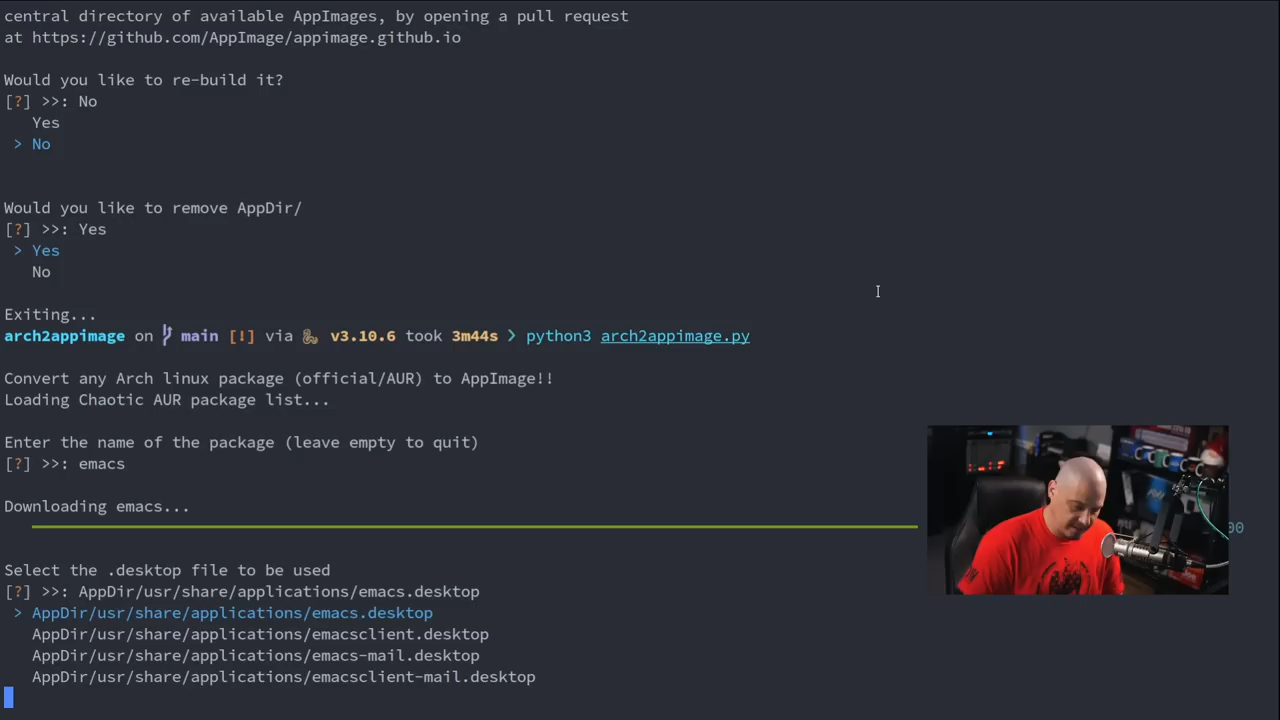 central directory of available AppImages, by opening a pull request
at https://github.com/AppImage/appimage.github.io
Would you like to re-build it?
[?] >>: No
Yes
> No
Would you like to remove AppDir/
[?] >>: Yes
> Yes
No
Exiting...
arch2appimage on main [!] via v3.10.6 took 3m44s > python3 arch2appimage.py
Convert any Arch linux package (official/AUR) to AppImage!!
Loading Chaotic AUR package list...
Enter the name of the package (leave empty to quit)
[?] >>: emacs
Downloading emacs...
00
Select the .desktop file to be used
[?] >>: AppDir/usr/share/applications/emacs.desktop
> AppDir/usr/share/applications/emacs.desktop
AppDir/usr/share/applications/emacsclient.desktop
AppDir/usr/share/applications/emacs-mail.desktop
AppDir/usr/share/applications/emacsclient-mail.desktop